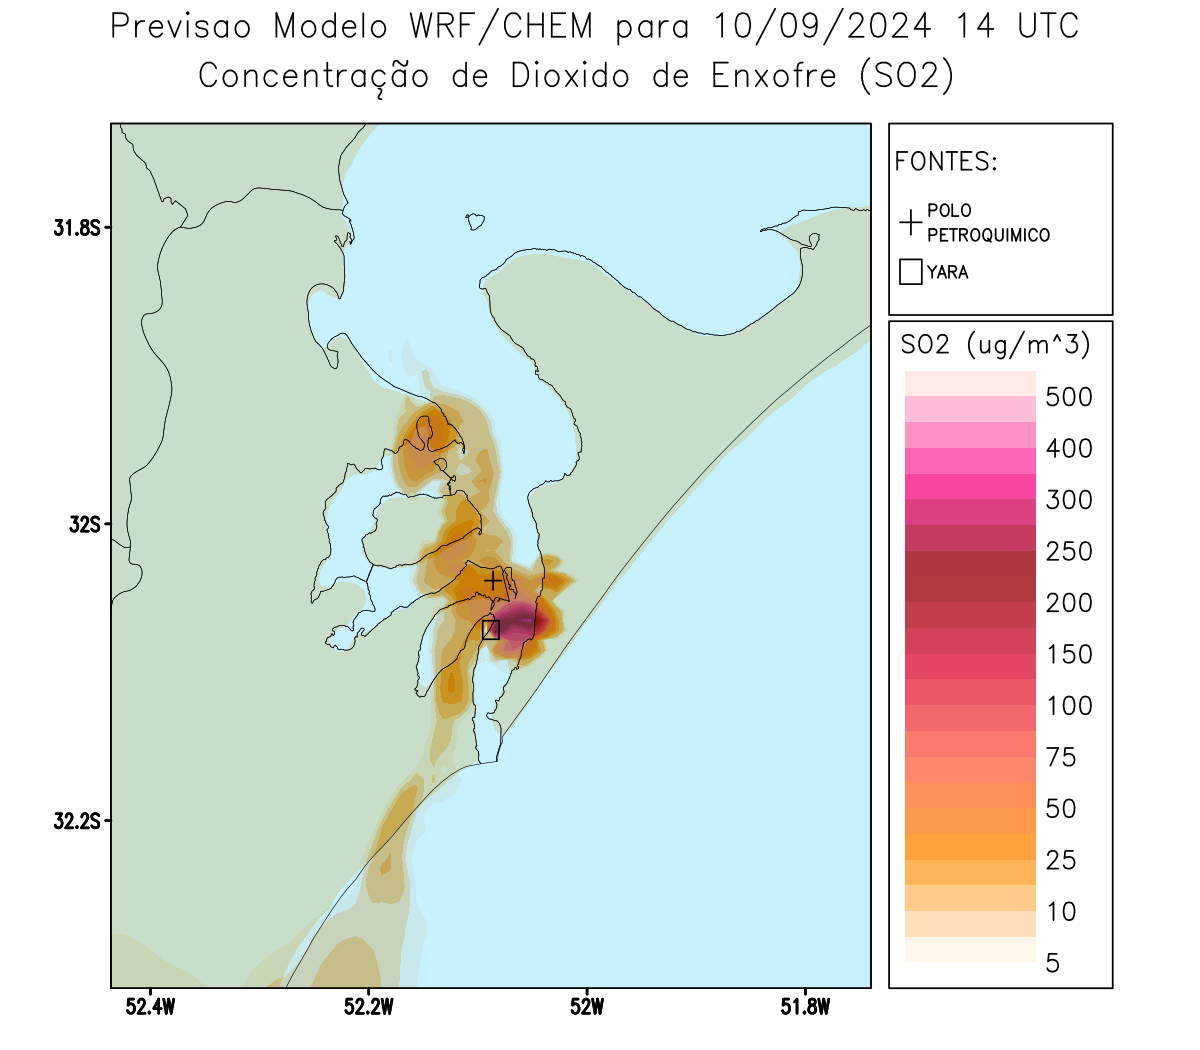 Previsao Modelo WRF/CHEM para 10/09/2024 14 UTC
Concentração de Dioxido de Enxofre (SO2)
FONTES:
POLO
PETROQUIMICO
YARA
31.8S
32S
32.2S
52.4W
52.2W
52W
51.8W
SO2 (ug/m^3)
500
400
300
250
200
150
100
75
50
25
10
5